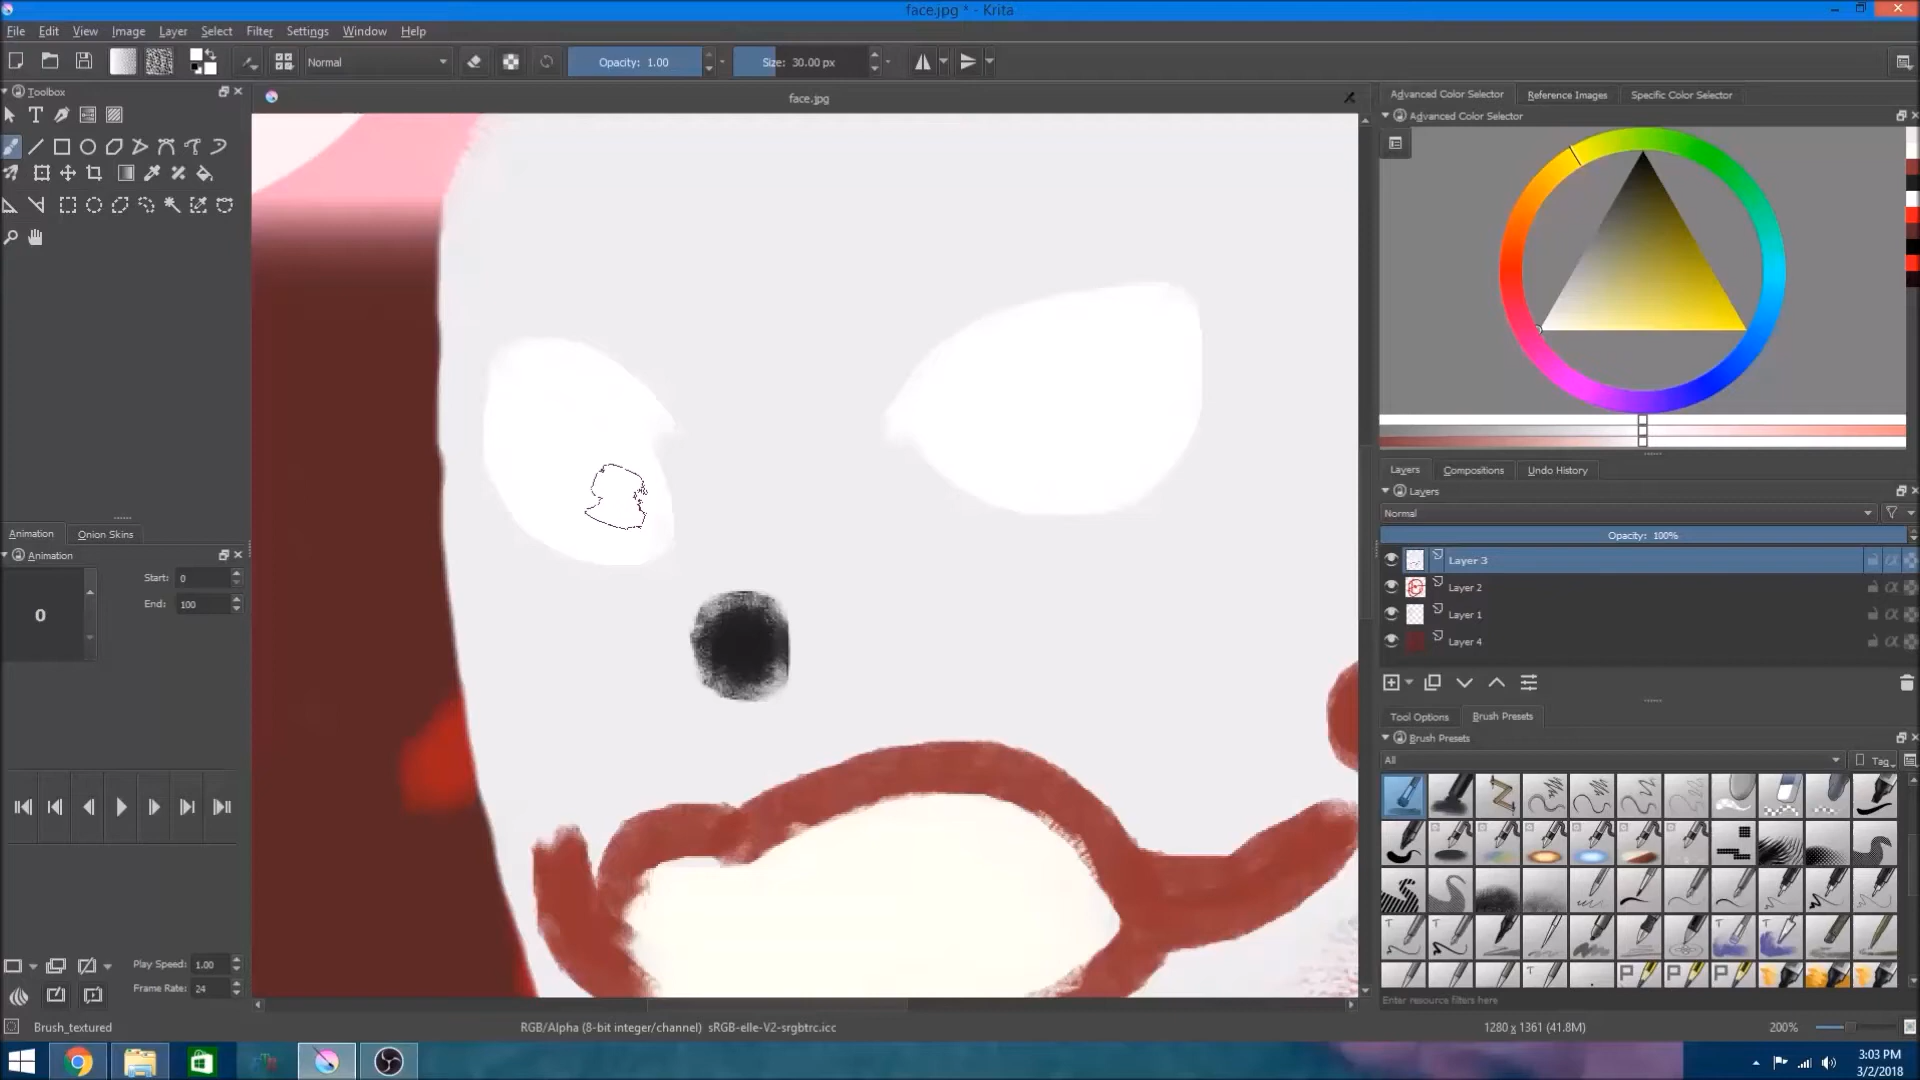 face.jpg * - Krita
File Edit View Image Layer Select Filter Settings Window Help
Normal
Opacity: 1.00
Size: 30.00 px
Toolbox
face.jpg
Advanced Color Selector Reference Images Specific Color Selector
Advanced Color Selector
Animation Onion Skins
Animation
Start: 0
0
End: 100
Play Speed: 1.00
Frame Rate: 24
Layers Compositions Undo History
Layers
Normal
Opacity: 100%
Layer 3
Layer 2
Layer 1
Layer 4
Tool Options Brush Presets
Brush Presets
All
Tag
Enter resource filters here
Brush_textured
RGB/Alpha (8-bit integer/channel) sRGB-elle-V2-srgbtrc.icc
1280 x 1361 (41.8M)
200%
3:03 PM
3/2/2018